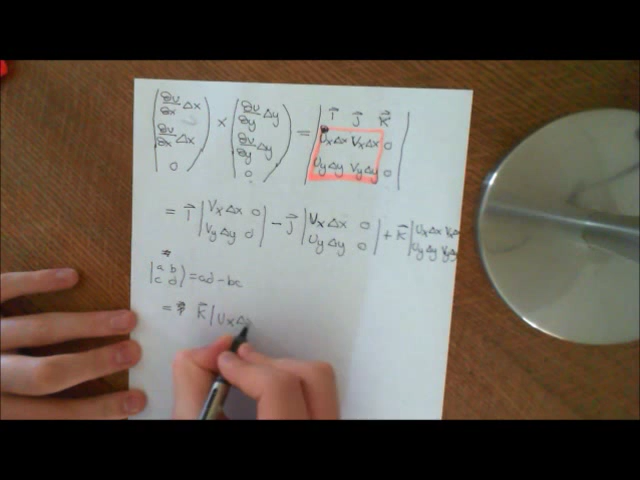 (∂u/∂x Δx, ∂v/∂x Δx, 0) × (∂u/∂y Δy, ∂v/∂y Δy, 0) = | i⃗ j⃗ k⃗ |
| Ux Δx Vx Δx 0 |
| Uy Δy Vy Δy 0 |
= i⃗ | Vx Δx 0 | − j⃗ | Ux Δx 0 | + k⃗ | Ux Δx Vx Δx
| Vy Δy 0 | | Uy Δy 0 | | Uy Δy Vy Δy
*
| a b |
| c d | = ad − bc
= k⃗ | Ux Δ